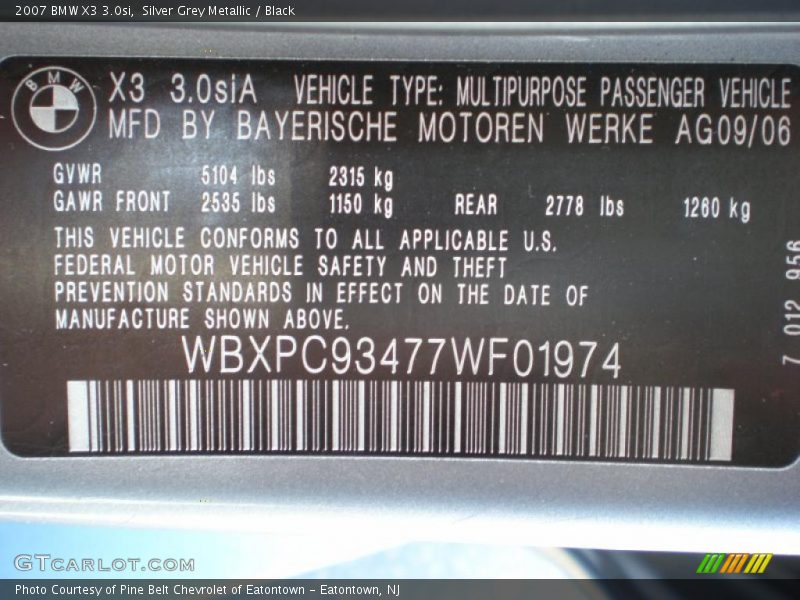 2007 BMW X3 3.0si, Silver Grey Metallic / Black
BMW
X3 3.0siA VEHICLE TYPE: MULTIPURPOSE PASSENGER VEHICLE
MFD BY BAYERISCHE MOTOREN WERKE AG09/06
GVWR 5104 lbs 2315 kg
GAWR FRONT 2535 lbs 1150 kg REAR 2778 lbs 1260 kg
THIS VEHICLE CONFORMS TO ALL APPLICABLE U.S.
FEDERAL MOTOR VEHICLE SAFETY AND THEFT
PREVENTION STANDARDS IN EFFECT ON THE DATE OF
MANUFACTURE SHOWN ABOVE.
WBXPC93477WF01974
7 012 956
GTCARLOT.COM
Photo Courtesy of Pine Belt Chevrolet of Eatontown - Eatontown, NJ